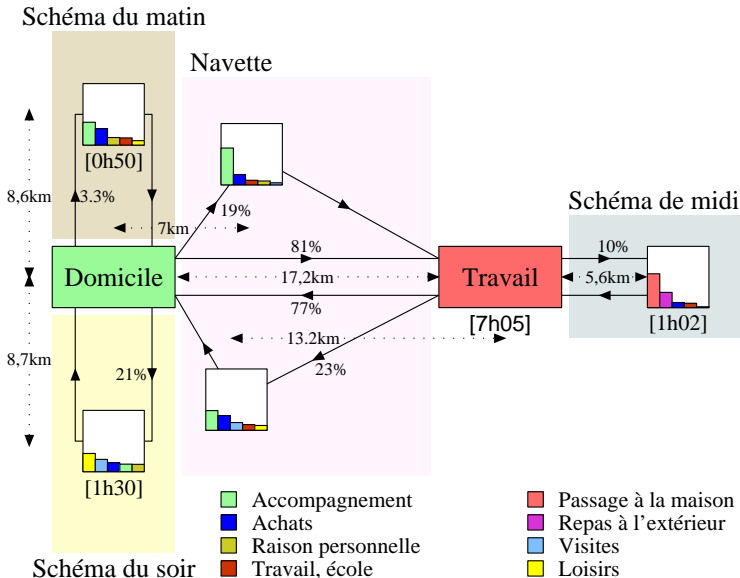 Schéma du matin
Navette
[0h50]
8,6km
3.3%
19%
7km
Schéma de midi
81%
10%
Domicile
17,2km
Travail
5,6km
77%
[7h05]
[1h02]
13.2km
8,7km
21%
23%
[1h30]
Schéma du soir
Accompagnement
Achats
Raison personnelle
Travail, école
Passage à la maison
Repas à l'extérieur
Visites
Loisirs